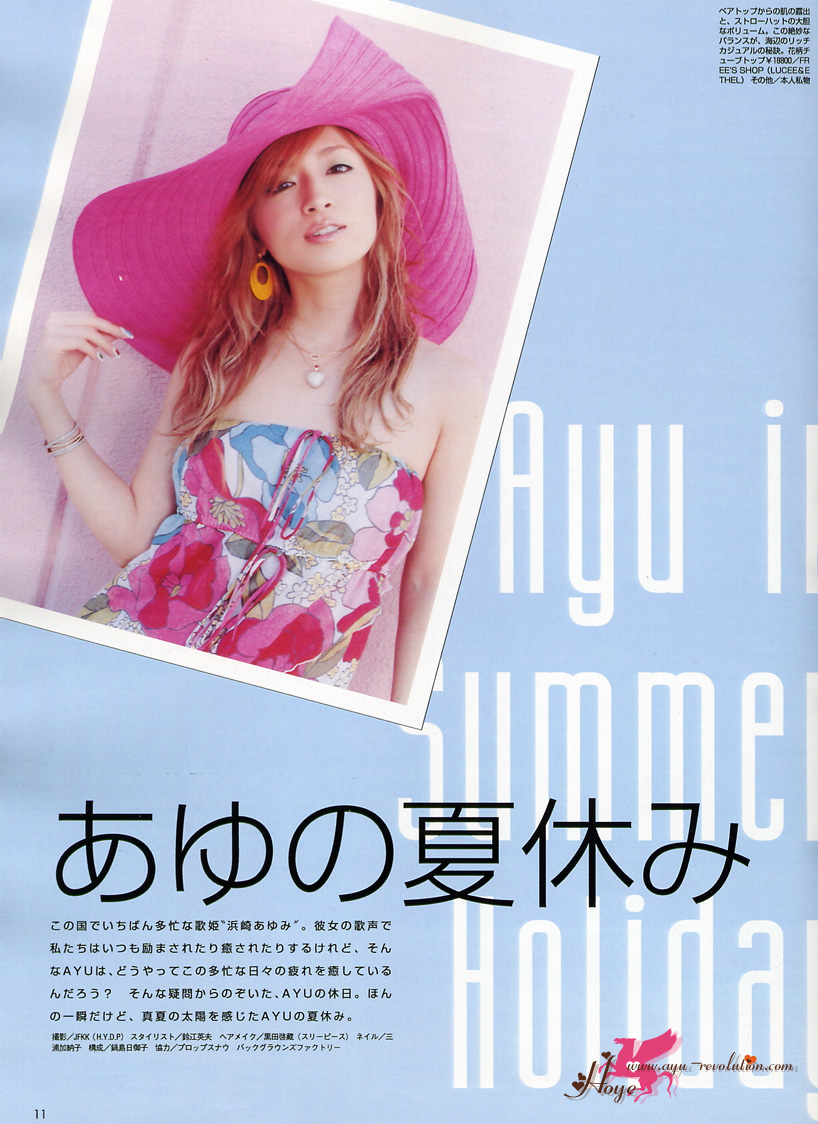 ベアトップからの肌の露出
と、ストローハットの大胆
なボリューム。この絶妙な
バランスが、海辺のリッチ
カジュアルの秘訣。花柄チ
ューブトップ¥18800/FR
EE'S SHOP(LUCEE&E
THEL) その他/本人私物
Ayu in
Summer
Holiday
あゆの夏休み
この国でいちばん多忙な歌姫“浜崎あゆみ”。彼女の歌声で
私たちはいつも励まされたり癒されたりするけれど、そん
なAYUは、どうやってこの多忙な日々の疲れを癒している
んだろう? そんな疑問からのぞいた、AYUの休日。ほん
の一瞬だけど、真夏の太陽を感じたAYUの夏休み。
撮影/JFKK(H.Y.D.P) スタイリスト/鈴江英夫 ヘアメイク/黒田啓蔵(スリーピース) ネイル/三
浦加納子 構成/鍋島日御子 協力/プロップスナウ バックグラウンズファクトリー
www.ayu-revolution.com
Hoye
11